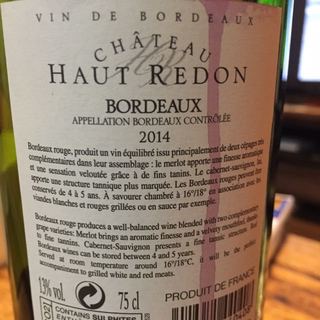 VIN DE BORDEAUX
CHÂTEAU
HAUT REDON
BORDEAUX
APPELLATION BORDEAUX CONTRÔLÉE
2014
Bordeaux rouge, produit un vin équilibré issu principalement de deux cépages très
complémentaires dans leur assemblage : le merlot apporte une finesse aromatique
et une sensation veloutée grâce à de fins tanins. Le cabernet-sauvignon, lui,
apporte une structure tannique plus marquée. Les Bordeaux rouges peuvent être
conservés de 4 à 5 ans. A savourer chambré à 16°/18° en association avec les
viandes blanches et rouges grillées ou en sauce par exemple.
Bordeaux rouge produces a well-balanced wine blended with two complementary
grape varieties: Merlot brings an aromatic finesse and a velvety mouthful, thanks
to fine tannins. Cabernet-Sauvignon presents a fine tannic structure. Red
Bordeaux wines can be stored between 4 and 5 years.
Served at room temperature around 16°/18°C, it will be perfect in
accompaniment to grilled white and red meats.
13% vol.
75 cl
PRODUIT DE FRANCE
CONTAINS SULPHITES